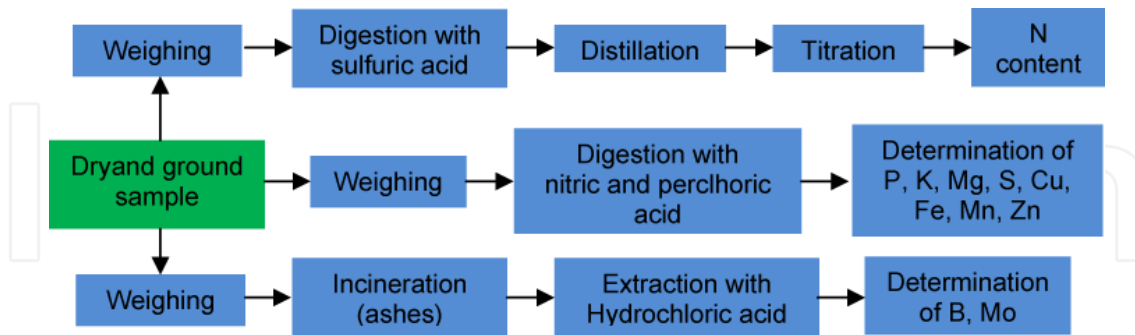 Weighing
Digestion with
sulfuric acid
Distillation
Titration
N
content
Dryand ground
sample
Weighing
Digestion with
nitric and perclhoric
acid
Determination of
P, K, Mg, S, Cu,
Fe, Mn, Zn
Weighing
Incineration
(ashes)
Extraction with
Hydrochloric acid
Determination
of B, Mo